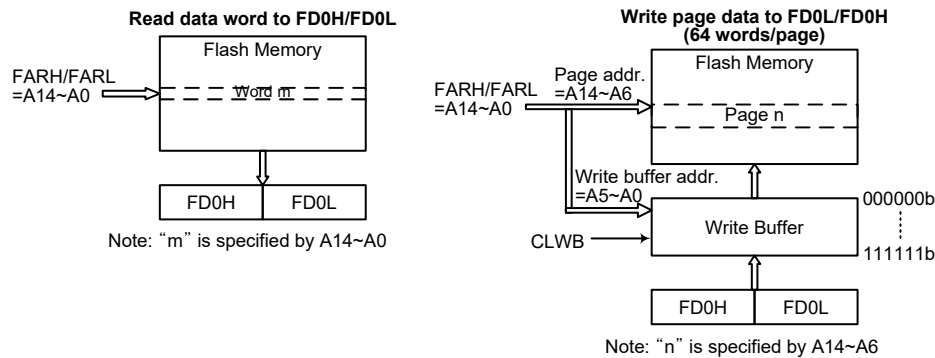 Read data word to FD0H/FD0L
Flash Memory
FARH/FARL
=A14~A0
Word m
FD0H
FD0L
Note: “m” is specified by A14~A0
Write page data to FD0L/FD0H
(64 words/page)
Flash Memory
Page addr.
=A14~A6
FARH/FARL
=A14~A0
Page n
Write buffer addr.
=A5~A0
000000b
CLWB
Write Buffer
111111b
FD0H
FD0L
Note: “n” is specified by A14~A6